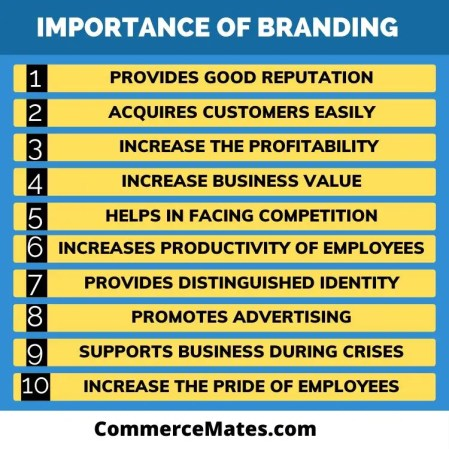 IMPORTANCE OF BRANDING
1 PROVIDES GOOD REPUTATION
2 ACQUIRES CUSTOMERS EASILY
3 INCREASE THE PROFITABILITY
4 INCREASE BUSINESS VALUE
5 HELPS IN FACING COMPETITION
6 INCREASES PRODUCTIVITY OF EMPLOYEES
7 PROVIDES DISTINGUISHED IDENTITY
8 PROMOTES ADVERTISING
9 SUPPORTS BUSINESS DURING CRISES
10 INCREASE THE PRIDE OF EMPLOYEES
CommerceMates.com